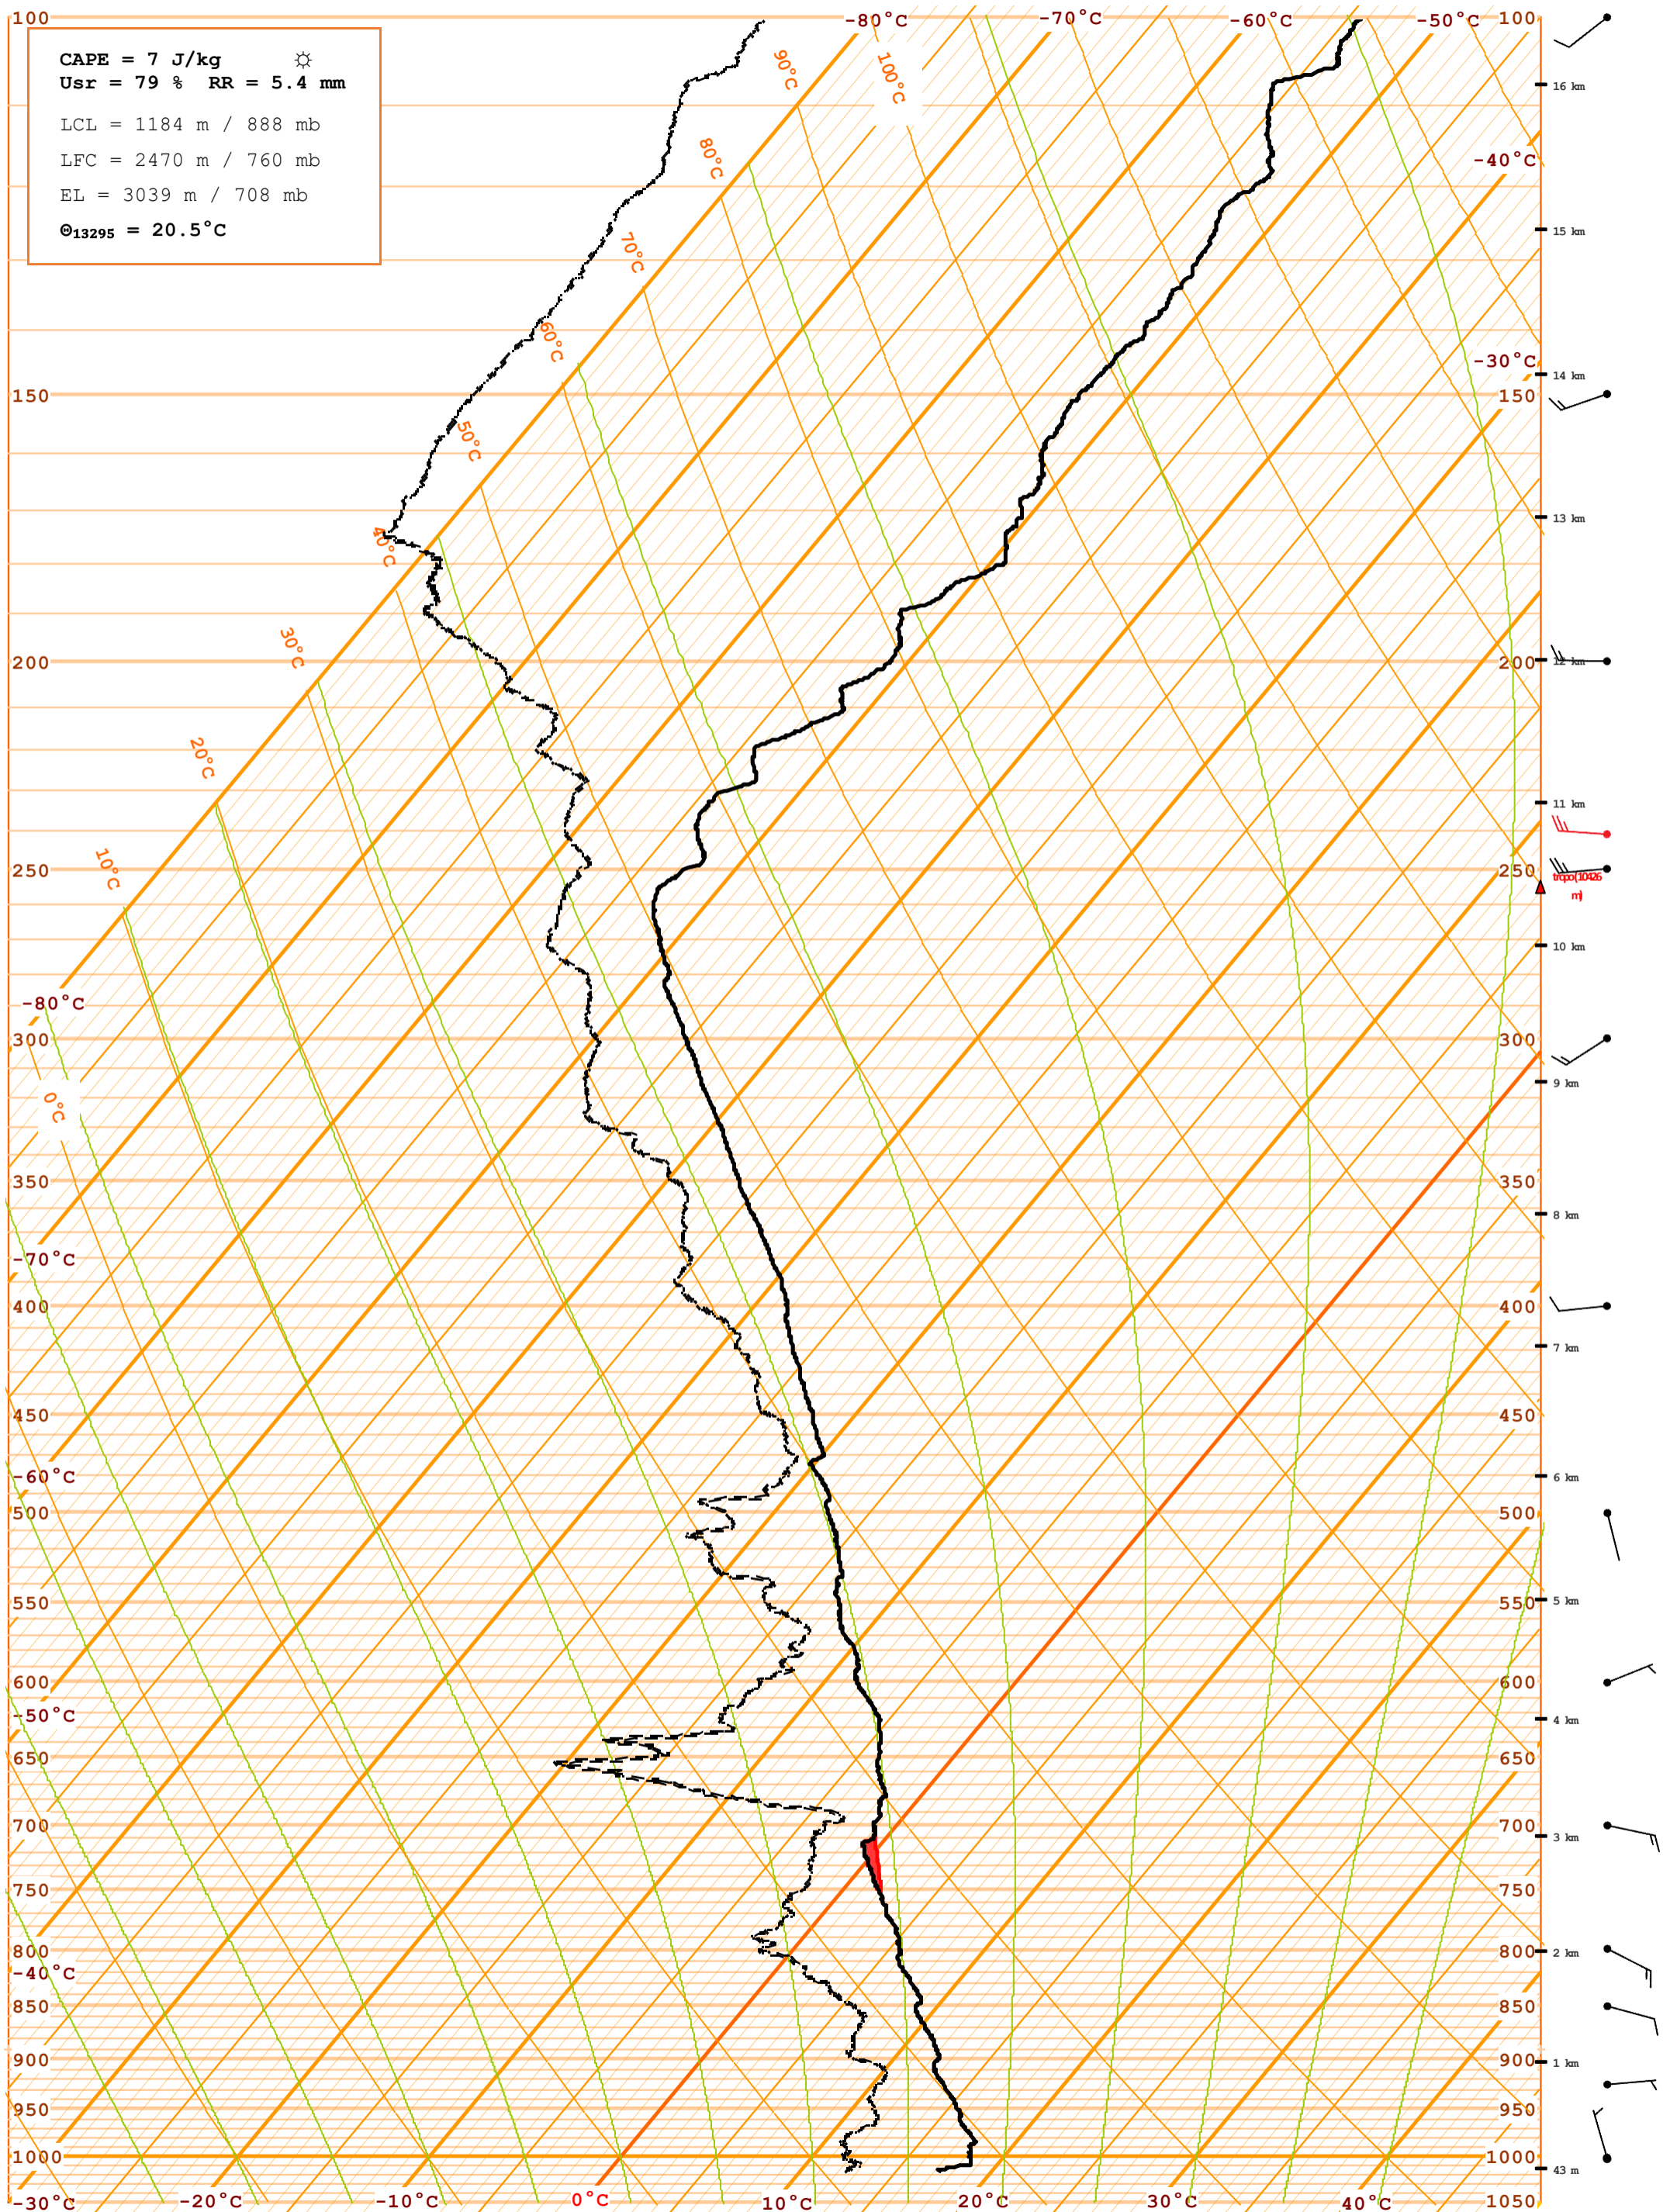 100 -80°C -70°C -60°C -50°C 100
CAPE = 7 J/kg ☼
Usr = 79 % RR = 5.4 mm
LCL = 1184 m / 888 mb
LFC = 2470 m / 760 mb
EL = 3039 m / 708 mb
Θ13295 = 20.5°C
90°C 100°C
16 km
80°C -40°C
70°C 15 km
60°C -30°C
14 km
150 150
50°C
13 km
40°C
30°C
200 200 12 km
20°C
11 km
10°C
250 250
tropo(10426
m)
10 km
-80°C
300 300
9 km
0°C
350 350
8 km
-70°C
400 400
7 km
450 450
-60°C 6 km
500 500
550 550 5 km
600 600
-50°C 4 km
650 650
700 700
3 km
750 750
800 800 2 km
-40°C
850 850
900 900 1 km
950 950
1000 1000
43 m
-30°C -20°C -10°C 0°C 10°C 20°C 30°C 40°C 1050